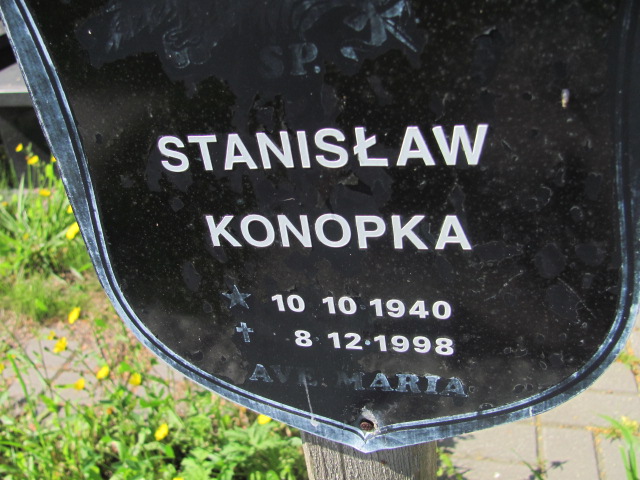 SP.
STANISŁAW
KONOPKA
10 10 1940
8 12·1998
AVE MARIA